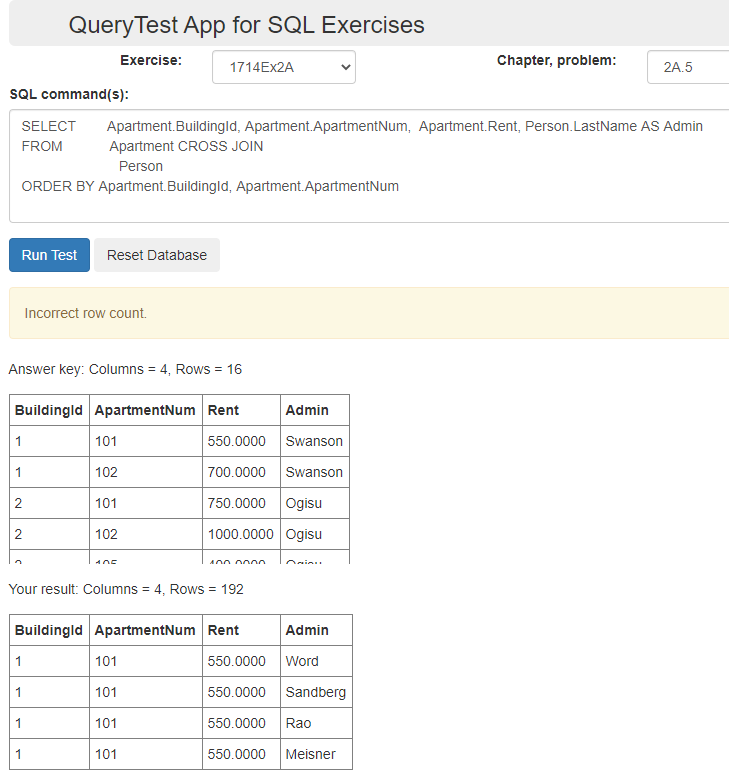 QueryTest App for SQL Exercises
Exercise: 1714Ex2A Chapter, problem: 2A.5
SQL command(s):
SELECT Apartment.BuildingId, Apartment.ApartmentNum, Apartment.Rent, Person.LastName AS Admin
FROM Apartment CROSS JOIN
Person
ORDER BY Apartment.BuildingId, Apartment.ApartmentNum
Run Test Reset Database
Incorrect row count.
Answer key: Columns = 4, Rows = 16
BuildingId ApartmentNum Rent Admin
1 101 550.0000 Swanson
1 102 700.0000 Swanson
2 101 750.0000 Ogisu
2 102 1000.0000 Ogisu
Your result: Columns = 4, Rows = 192
BuildingId ApartmentNum Rent Admin
1 101 550.0000 Word
1 101 550.0000 Sandberg
1 101 550.0000 Rao
1 101 550.0000 Meisner